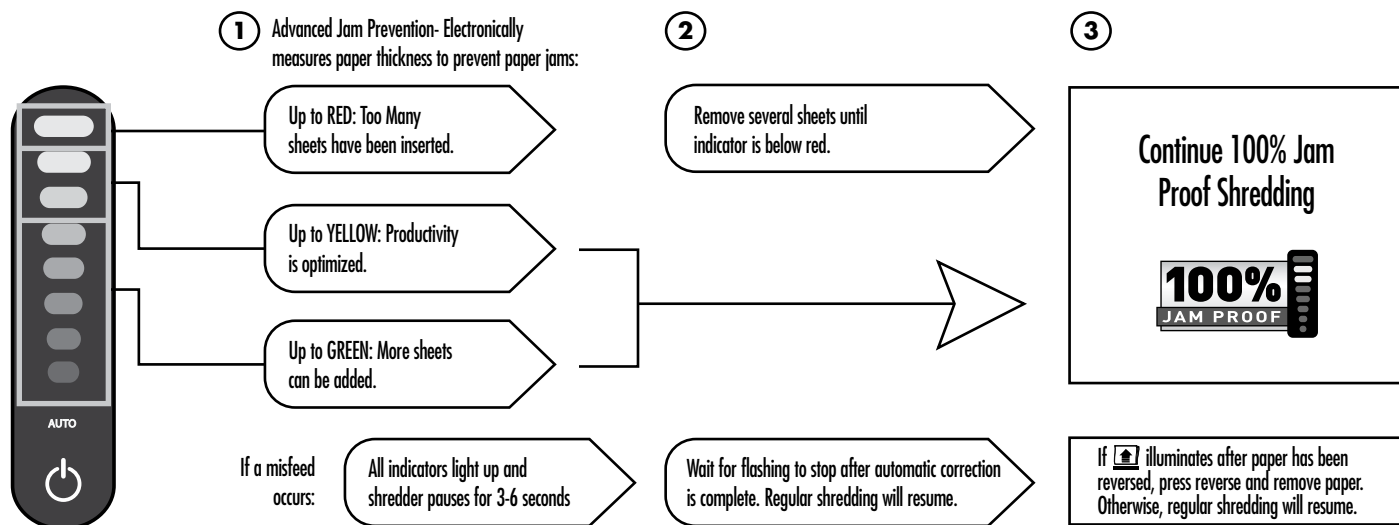 1
Advanced Jam Prevention- Electronically
measures paper thickness to prevent paper jams:
Up to RED: Too Many
sheets have been inserted.
Up to YELLOW: Productivity
is optimized.
Up to GREEN: More sheets
can be added.
2
Remove several sheets until
indicator is below red.
3
Continue 100% Jam
Proof Shredding
100%
JAM PROOF
AUTO
If a misfeed
occurs:
All indicators light up and
shredder pauses for 3-6 seconds
Wait for flashing to stop after automatic correction
is complete. Regular shredding will resume.
If illuminates after paper has been
reversed, press reverse and remove paper.
Otherwise, regular shredding will resume.